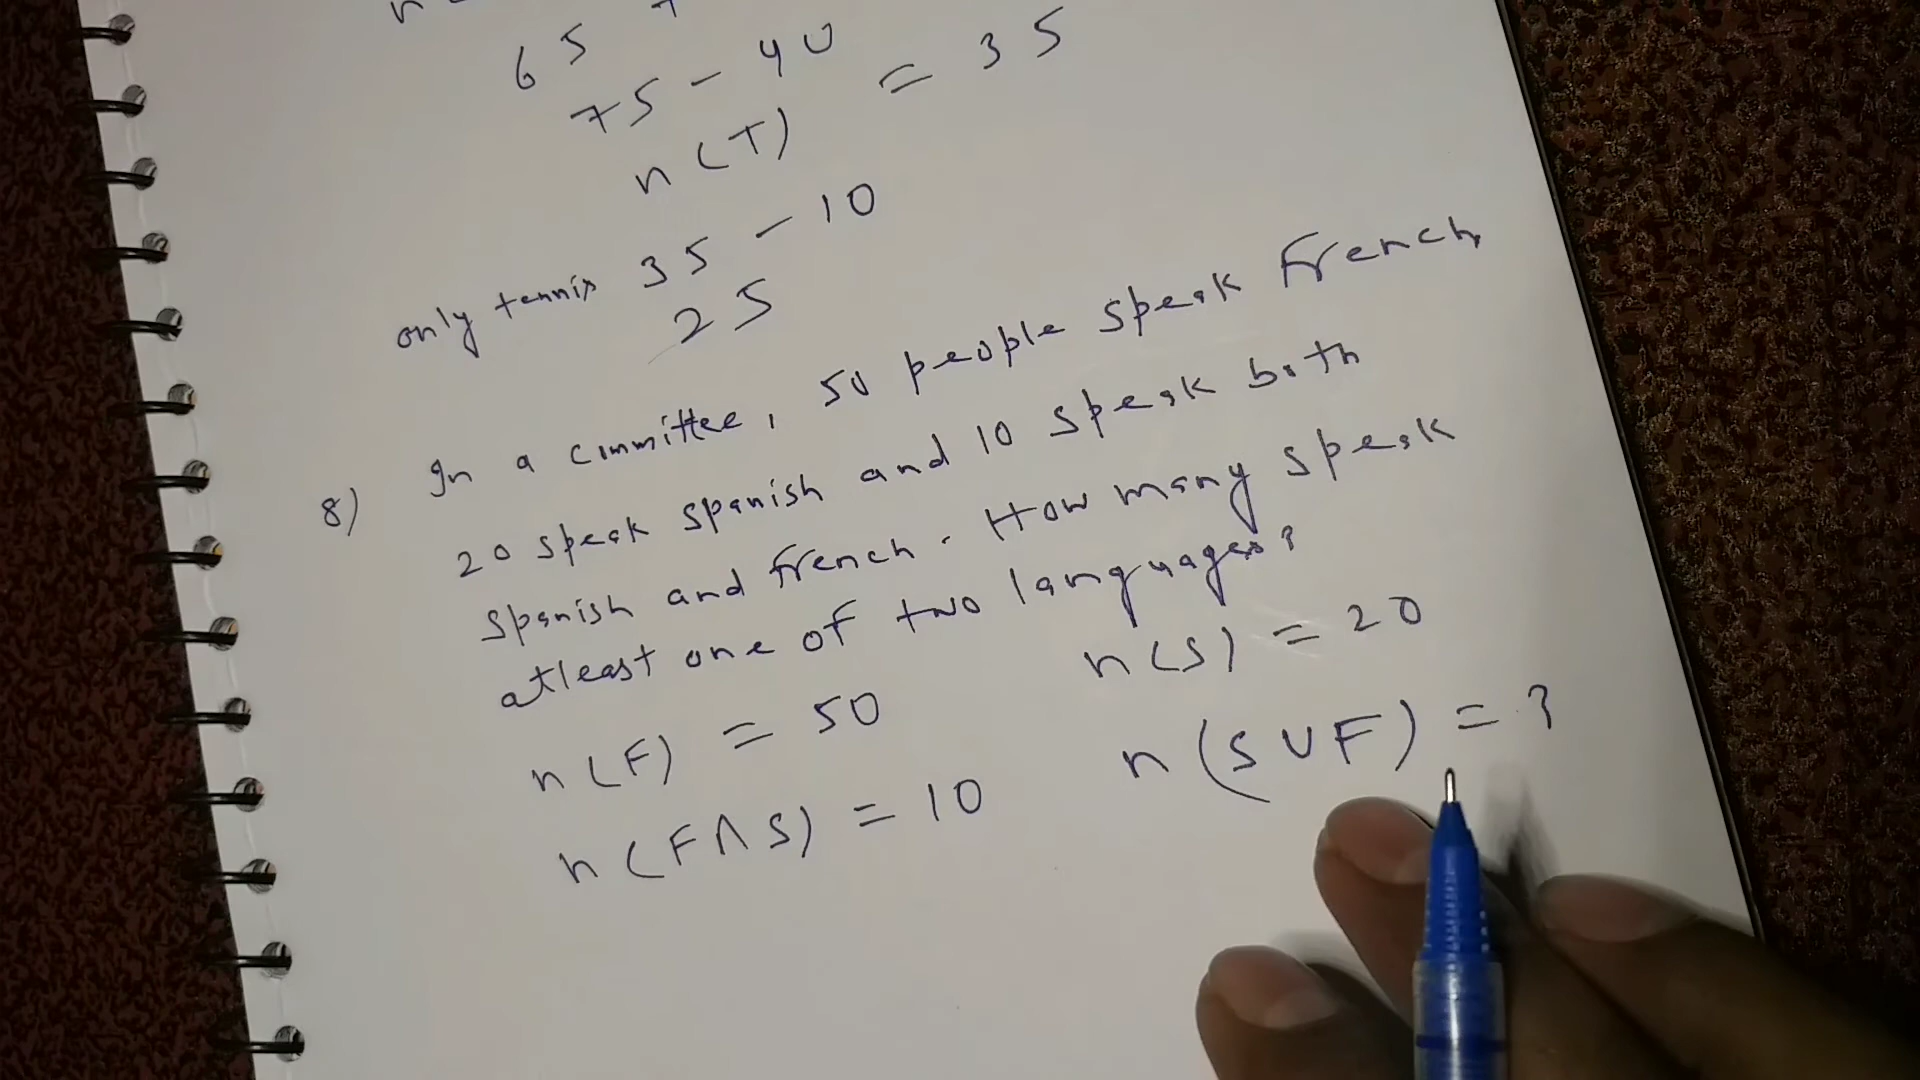 65
75 - 40
n(T) = 35
only tennis 35 - 10
25
8) In a committee, 50 people speak French,
20 speak spanish and 10 speak both
spanish and french. How many speak
atleast one of two languages?
n(F) = 50 n(S) = 20
n(F∩S) = 10 n(S∪F) = ?